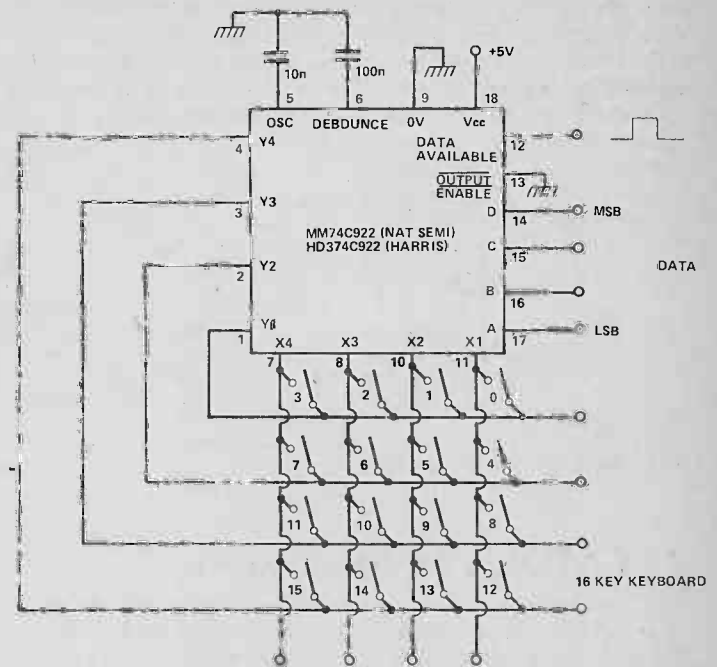 +5V
10n
100n
5
6
9
18
OSC
DEBDUNCE
0V
Vcc
4
Y4
DATA
AVAILABLE
12
OUTPUT
ENABLE
13
3
Y3
D
14
MSB
MM74C922 (NAT SEMI)
HD374C922 (HARRIS)
C
15
DATA
2
Y2
B
16
1
Yβ
A
17
LSB
X4
X3
X2
X1
7
8
10
11
3
2
1
0
7
6
5
4
11
10
9
8
15
14
13
12
16 KEY KEYBOARD